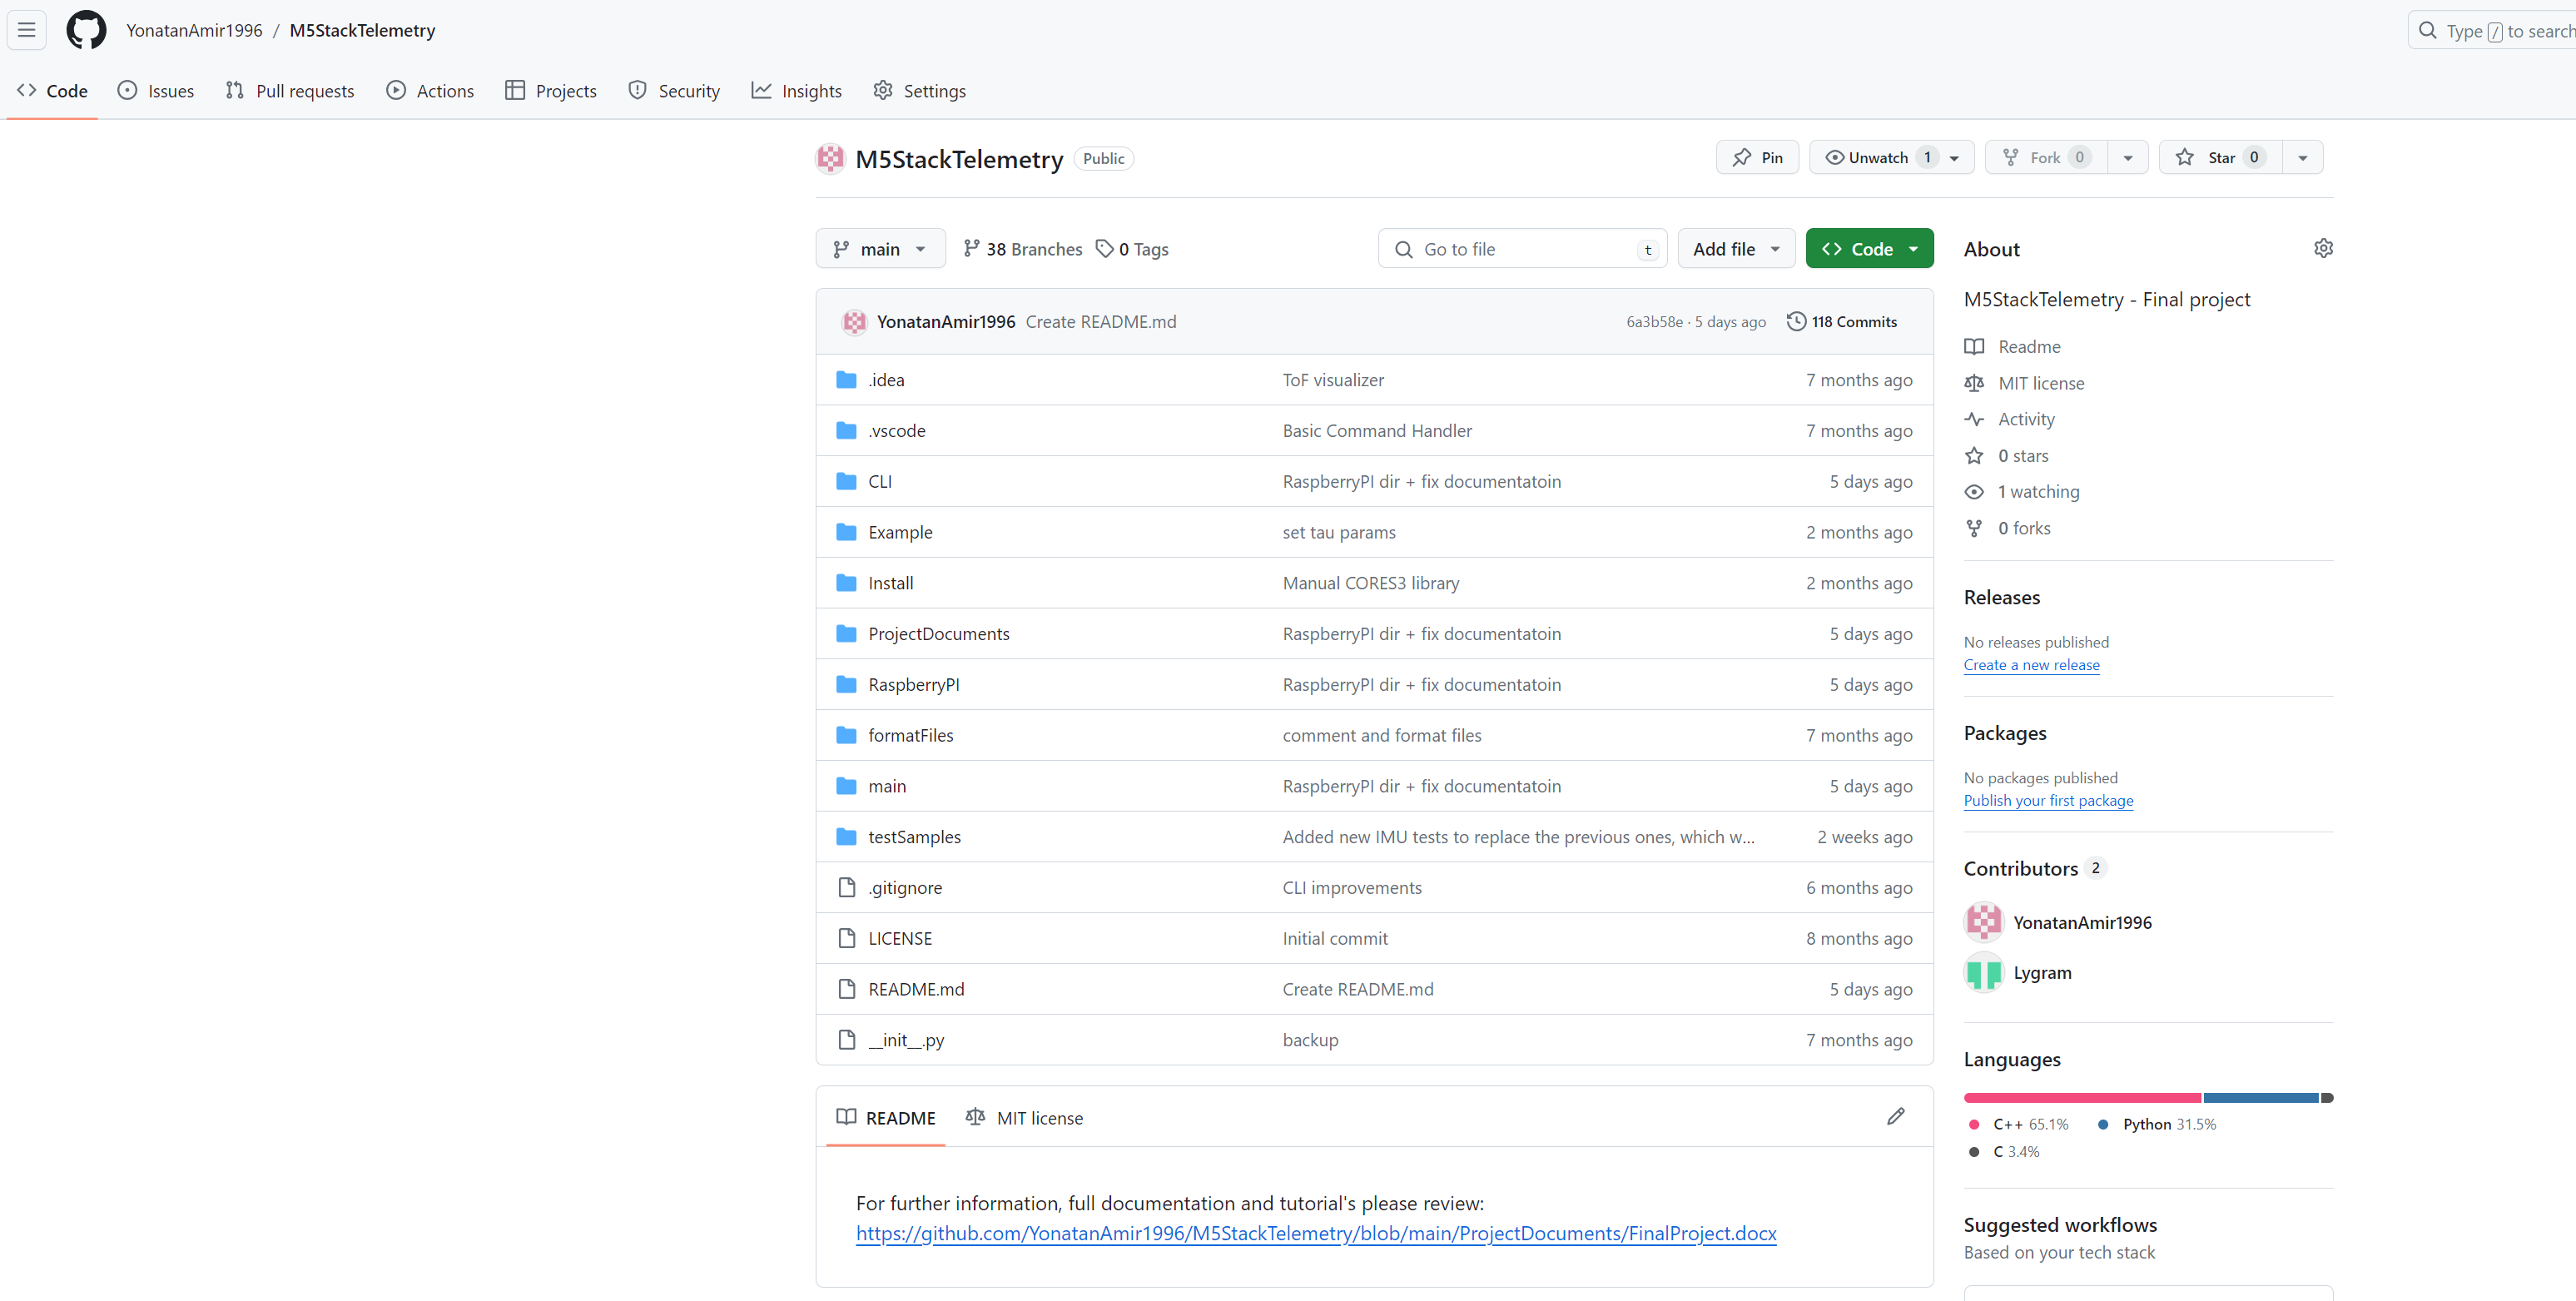 YonatanAmir1996 / M5StackTelemetry
Type / to search
Code Issues Pull requests Actions Projects Security Insights Settings
M5StackTelemetry Public
Pin Unwatch 1 Fork 0 Star 0
main 38 Branches 0 Tags
Go to file t Add file Code
YonatanAmir1996 Create README.md 6a3b58e · 5 days ago 118 Commits
.idea ToF visualizer 7 months ago
.vscode Basic Command Handler 7 months ago
CLI RaspberryPI dir + fix documentatoin 5 days ago
Example set tau params 2 months ago
Install Manual CORES3 library 2 months ago
ProjectDocuments RaspberryPI dir + fix documentatoin 5 days ago
RaspberryPI RaspberryPI dir + fix documentatoin 5 days ago
formatFiles comment and format files 7 months ago
main RaspberryPI dir + fix documentatoin 5 days ago
testSamples Added new IMU tests to replace the previous ones, which w... 2 weeks ago
.gitignore CLI improvements 6 months ago
LICENSE Initial commit 8 months ago
README.md Create README.md 5 days ago
__init__.py backup 7 months ago
README MIT license
For further information, full documentation and tutorial's please review:
https://github.com/YonatanAmir1996/M5StackTelemetry/blob/main/ProjectDocuments/FinalProject.docx
About
M5StackTelemetry - Final project
Readme
MIT license
Activity
0 stars
1 watching
0 forks
Releases
No releases published
Create a new release
Packages
No packages published
Publish your first package
Contributors 2
YonatanAmir1996
Lygram
Languages
C++ 65.1% Python 31.5%
C 3.4%
Suggested workflows
Based on your tech stack